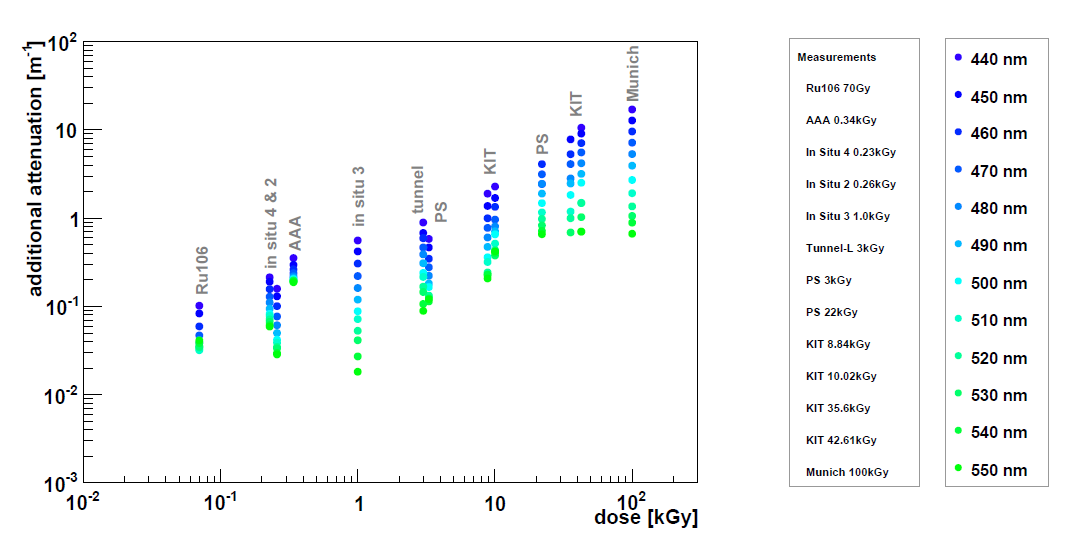 additional attenuation [m⁻¹]
10²
10
1
10⁻¹
10⁻²
10⁻³
10⁻²
10⁻¹
1
10
10²
dose [kGy]
Ru106
in situ 4 & 2
AAA
in situ 3
tunnel
PS
KIT
PS
KIT
Munich
Measurements
Ru106 70Gy
AAA 0.34kGy
In Situ 4 0.23kGy
In Situ 2 0.26kGy
In Situ 3 1.0kGy
Tunnel-L 3kGy
PS 3kGy
PS 22kGy
KIT 8.84kGy
KIT 10.02kGy
KIT 35.6kGy
KIT 42.61kGy
Munich 100kGy
440 nm
450 nm
460 nm
470 nm
480 nm
490 nm
500 nm
510 nm
520 nm
530 nm
540 nm
550 nm